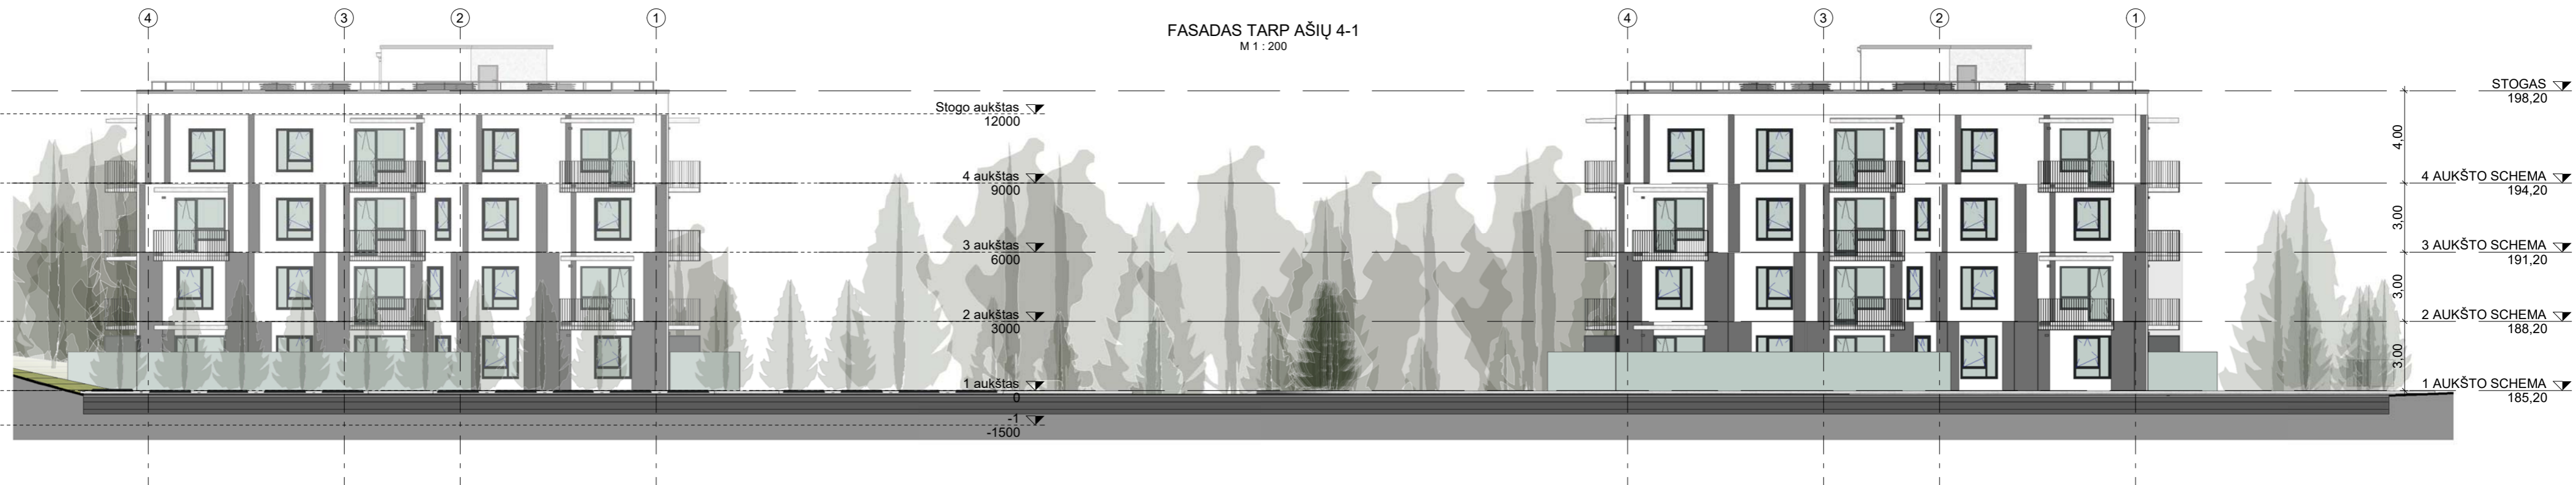 4 3 2 1
FASADAS TARP AŠIŲ 4-1
M 1 : 200
4 3 2 1
Stogo aukštas
12000
4 aukštas
9000
3 aukštas
6000
2 aukštas
3000
1 aukštas
0
-1
-1500
4,00
3,00
3,00
3,00
STOGAS
198,20
4 AUKŠTO SCHEMA
194,20
3 AUKŠTO SCHEMA
191,20
2 AUKŠTO SCHEMA
188,20
1 AUKŠTO SCHEMA
185,20